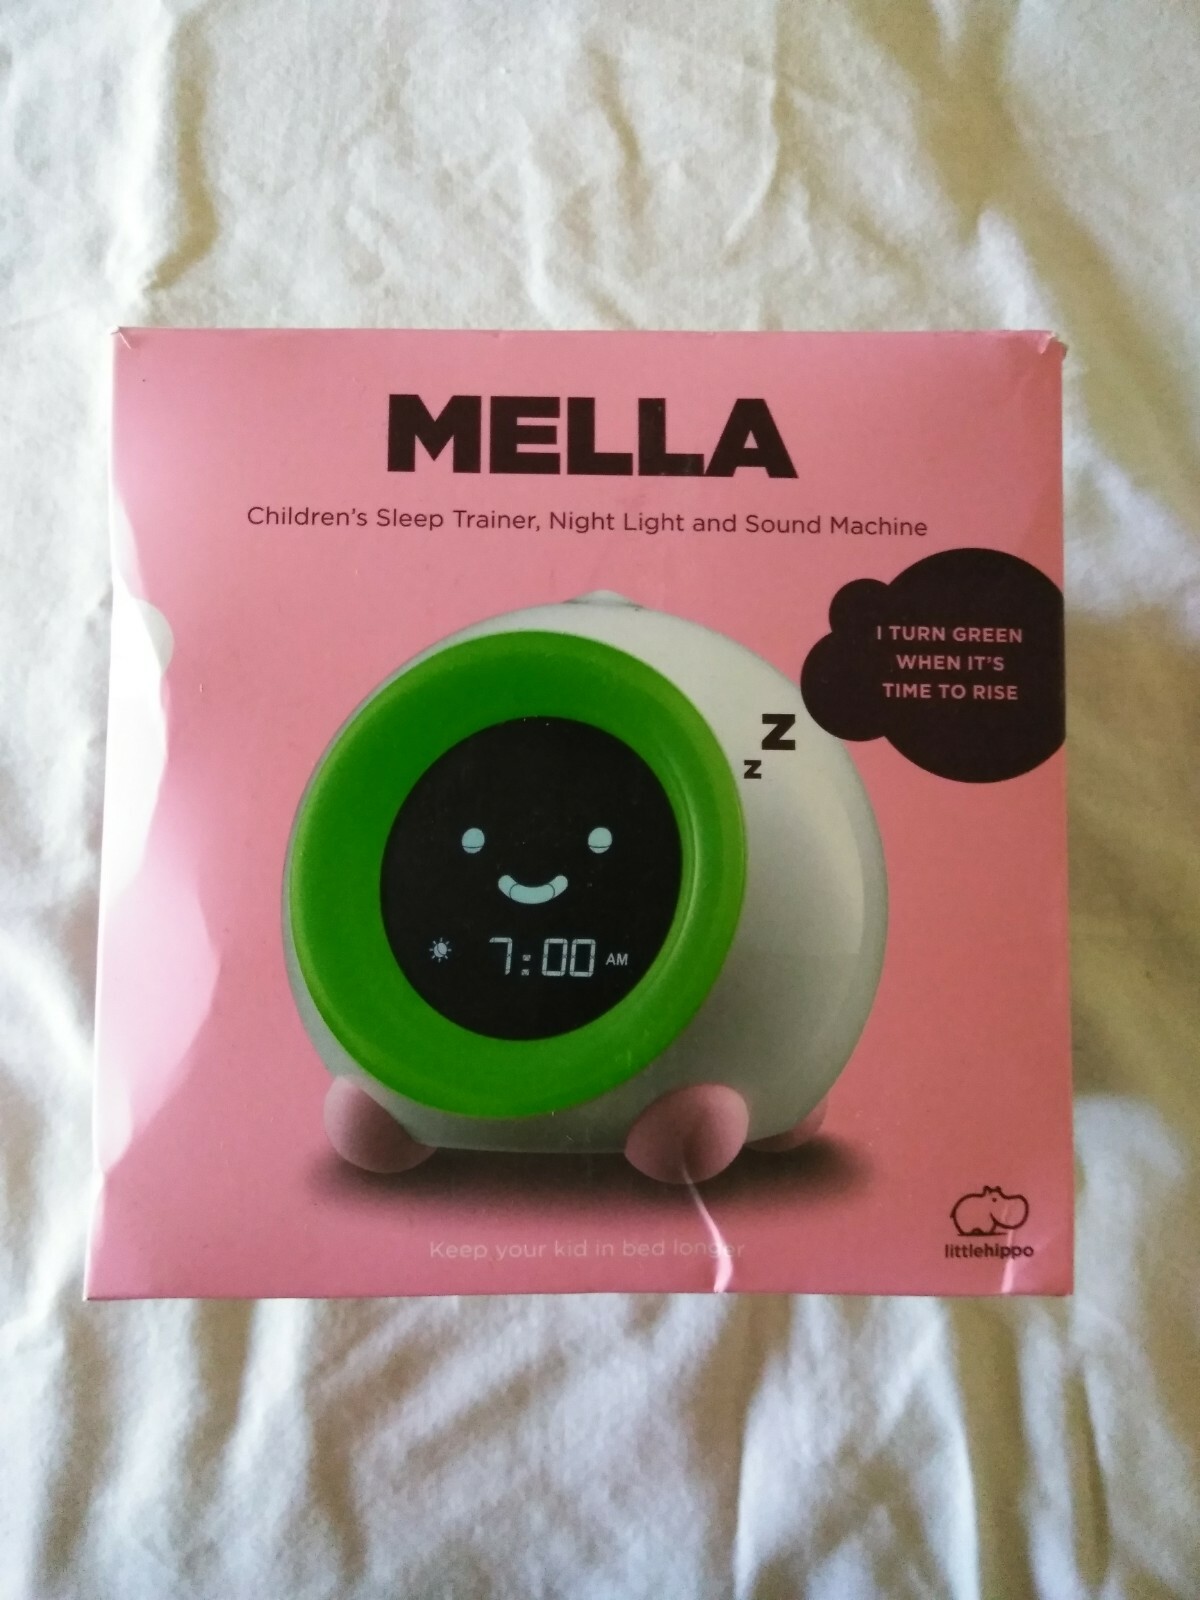 MELLA
Children's Sleep Trainer, Night Light and Sound Machine
I TURN GREEN
WHEN IT'S
TIME TO RISE
Z
z
7:00 AM
Keep your kid in bed longer
littlehippo